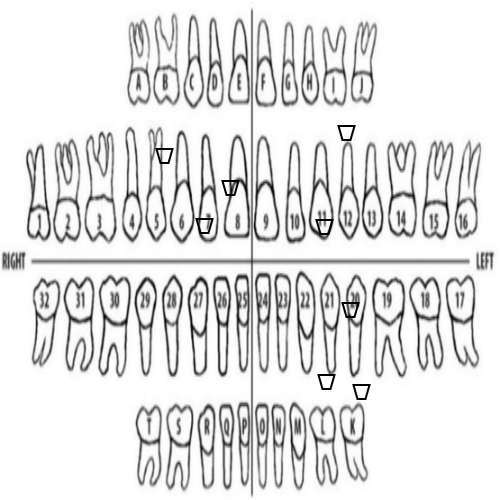 A B C D E F G H I J
1 2 3 4 5 6 7 8 9 10 11 12 13 14 15 16
RIGHT LEFT
32 31 30 29 28 27 26 25 24 23 22 21 20 19 18 17
T S R Q P O N M L K